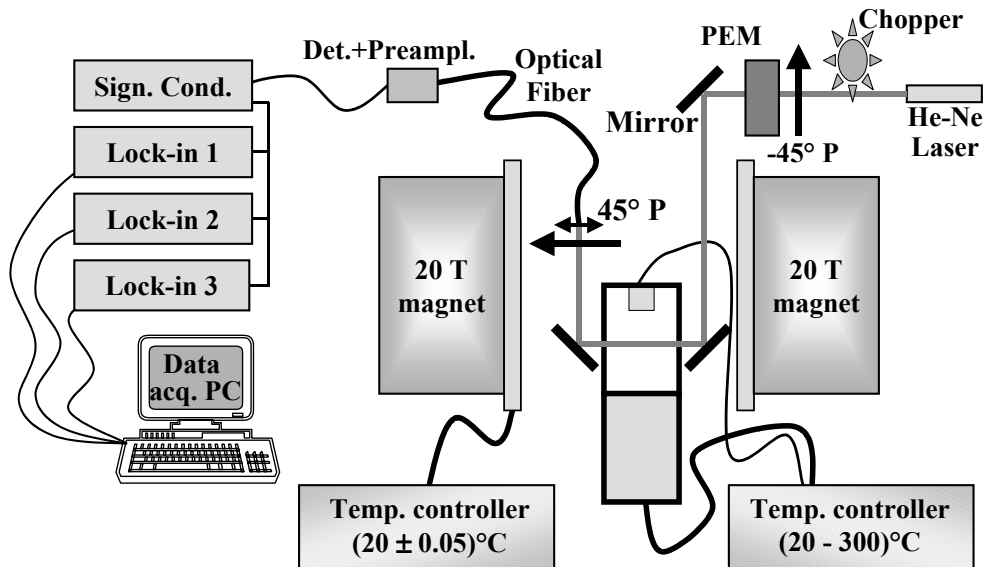 Chopper
Det.+Preampl.
PEM
Optical
Fiber
Sign. Cond.
Mirror
He-Ne
Laser
-45° P
Lock-in 1
Lock-in 2
Lock-in 3
45° P
20 T
magnet
20 T
magnet
Data
acq. PC
Temp. controller
(20 ± 0.05)°C
Temp. controller
(20 - 300)°C